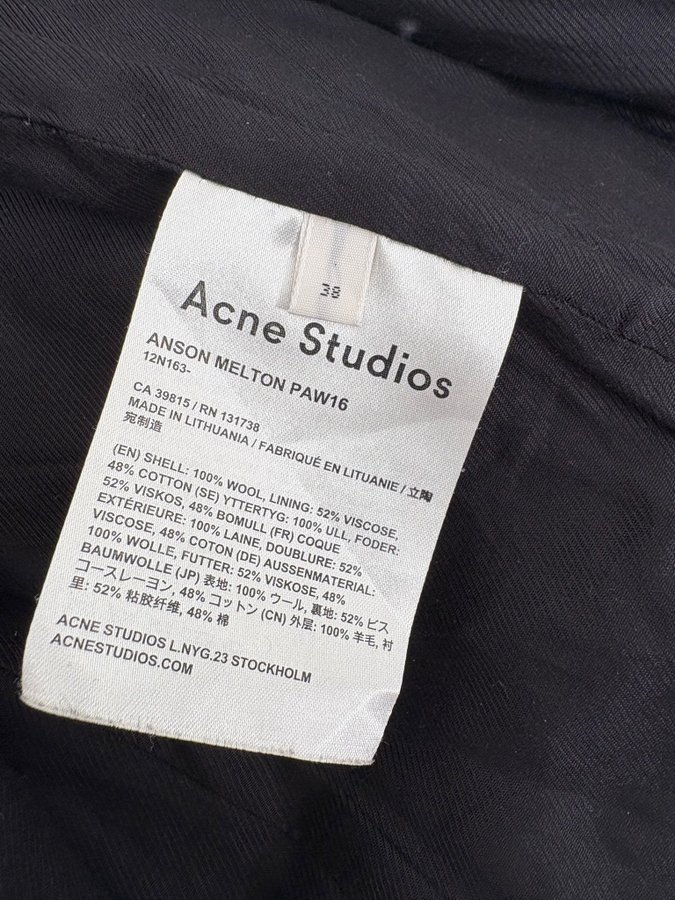 38
Acne Studios
ANSON MELTON PAW16
12N163-
CA 39815 / RN 131738
MADE IN LITHUANIA / FABRIQUÉ EN LITUANIE / 立陶
宛制造
(EN) SHELL: 100% WOOL, LINING: 52% VISCOSE,
48% COTTON (SE) YTTERTYG: 100% ULL, FODER:
52% VISKOS, 48% BOMULL (FR) COQUE
EXTÉRIEURE: 100% LAINE, DOUBLURE: 52%
VISCOSE, 48% COTON (DE) AUSSENMATERIAL:
100% WOLLE, FUTTER: 52% VISKOSE, 48%
BAUMWOLLE (JP) 表地: 100% ウール, 裏地: 52% ビス
コースレーヨン, 48% コットン (CN) 外层: 100% 羊毛, 衬
里: 52% 粘胶纤维, 48% 棉
ACNE STUDIOS L.NYG.23 STOCKHOLM
ACNESTUDIOS.COM